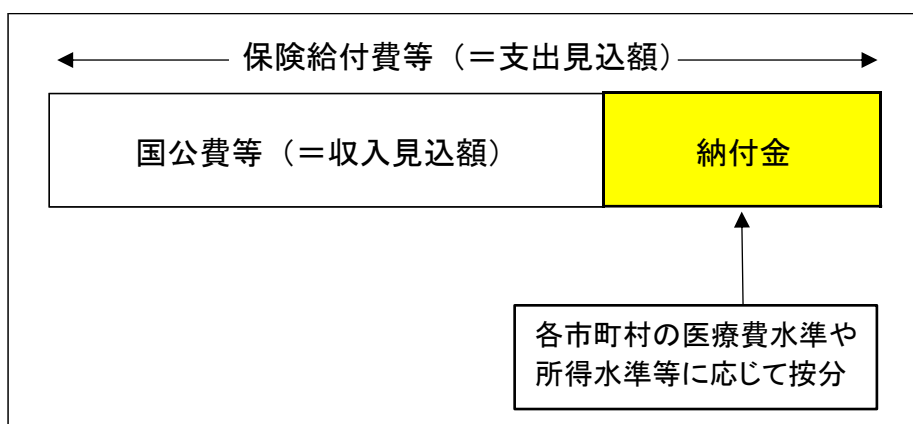 保険給付費等（＝支出見込額）
国公費等（＝収入見込額）
納付金
各市町村の医療費水準や
所得水準等に応じて按分